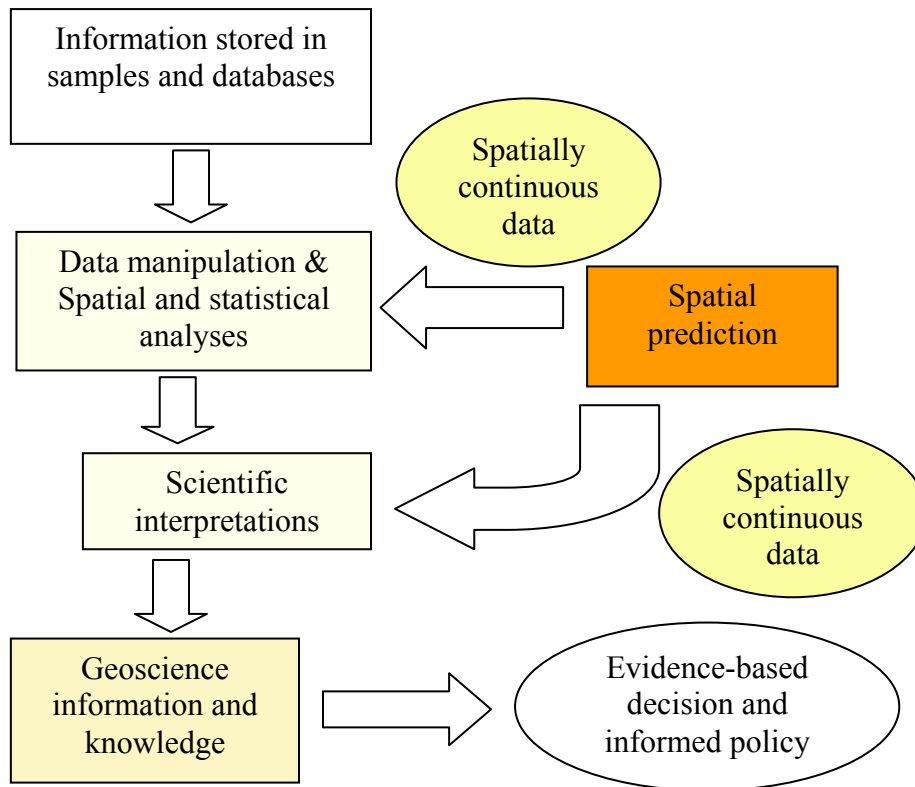 Information stored in
samples and databases
Spatially
continuous
data
Data manipulation &
Spatial and statistical
analyses
Spatial
prediction
Scientific
interpretations
Spatially
continuous
data
Geoscience
information and
knowledge
Evidence-based
decision and
informed policy